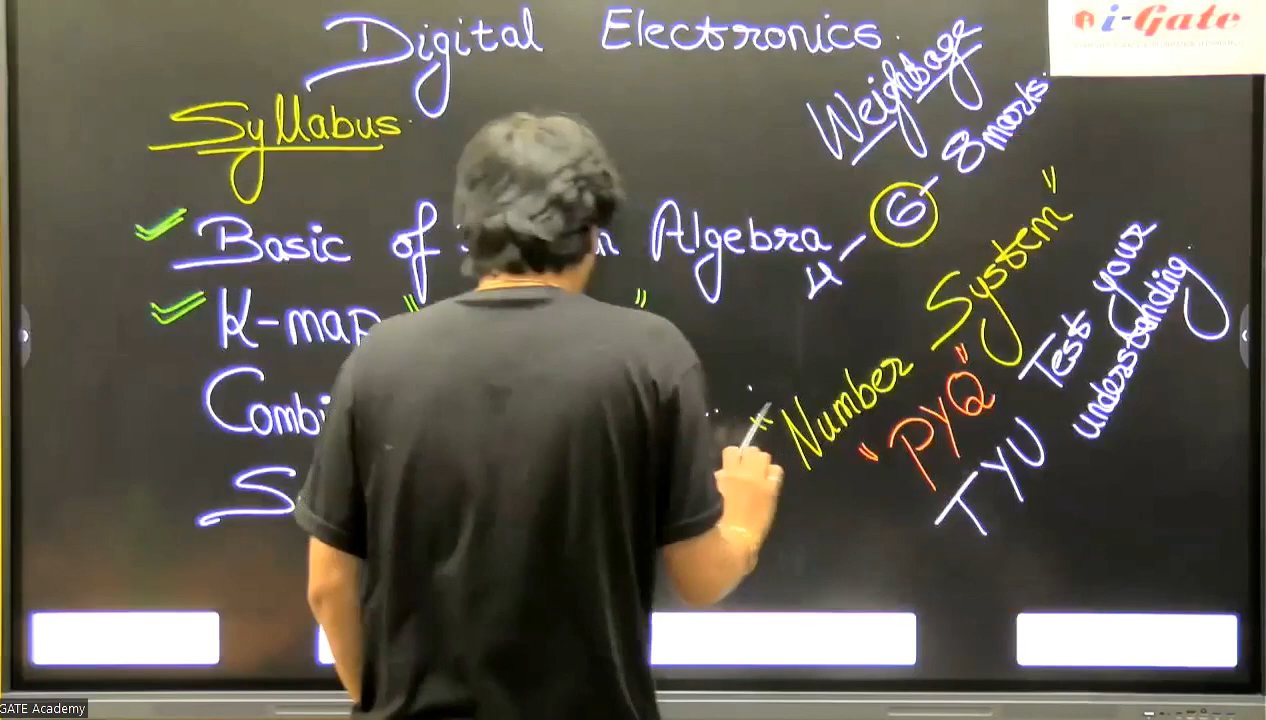 i-Gate
Digital Electronics
Syllabus
Weightage
4 - 6 - 8 marks
Basic of Algebra
K-map " "
"Number System"
"PYQ"
TYU
Test your
understanding
GATE Academy